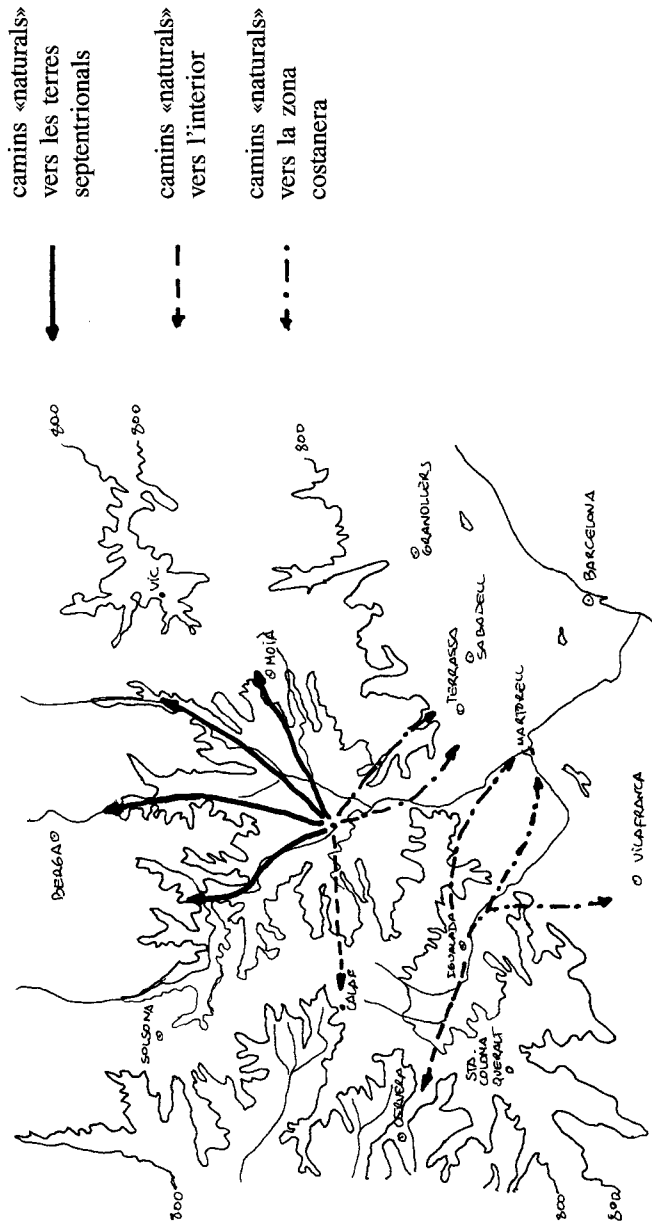 camins «naturals»
vers les terres
septentrionals
camins «naturals»
vers l'interior
camins «naturals»
vers la zona
costanera
800
800
800
800
800
800
VIC
BERGA
MOIÀ
SOLSONA
CALAF
CERVERA
STA.
COLOMA
QUERALT
IGUALADA
MARTORELL
TERRASSA
SABADELL
GRANOLLERS
BARCELONA
VILAFRANCA